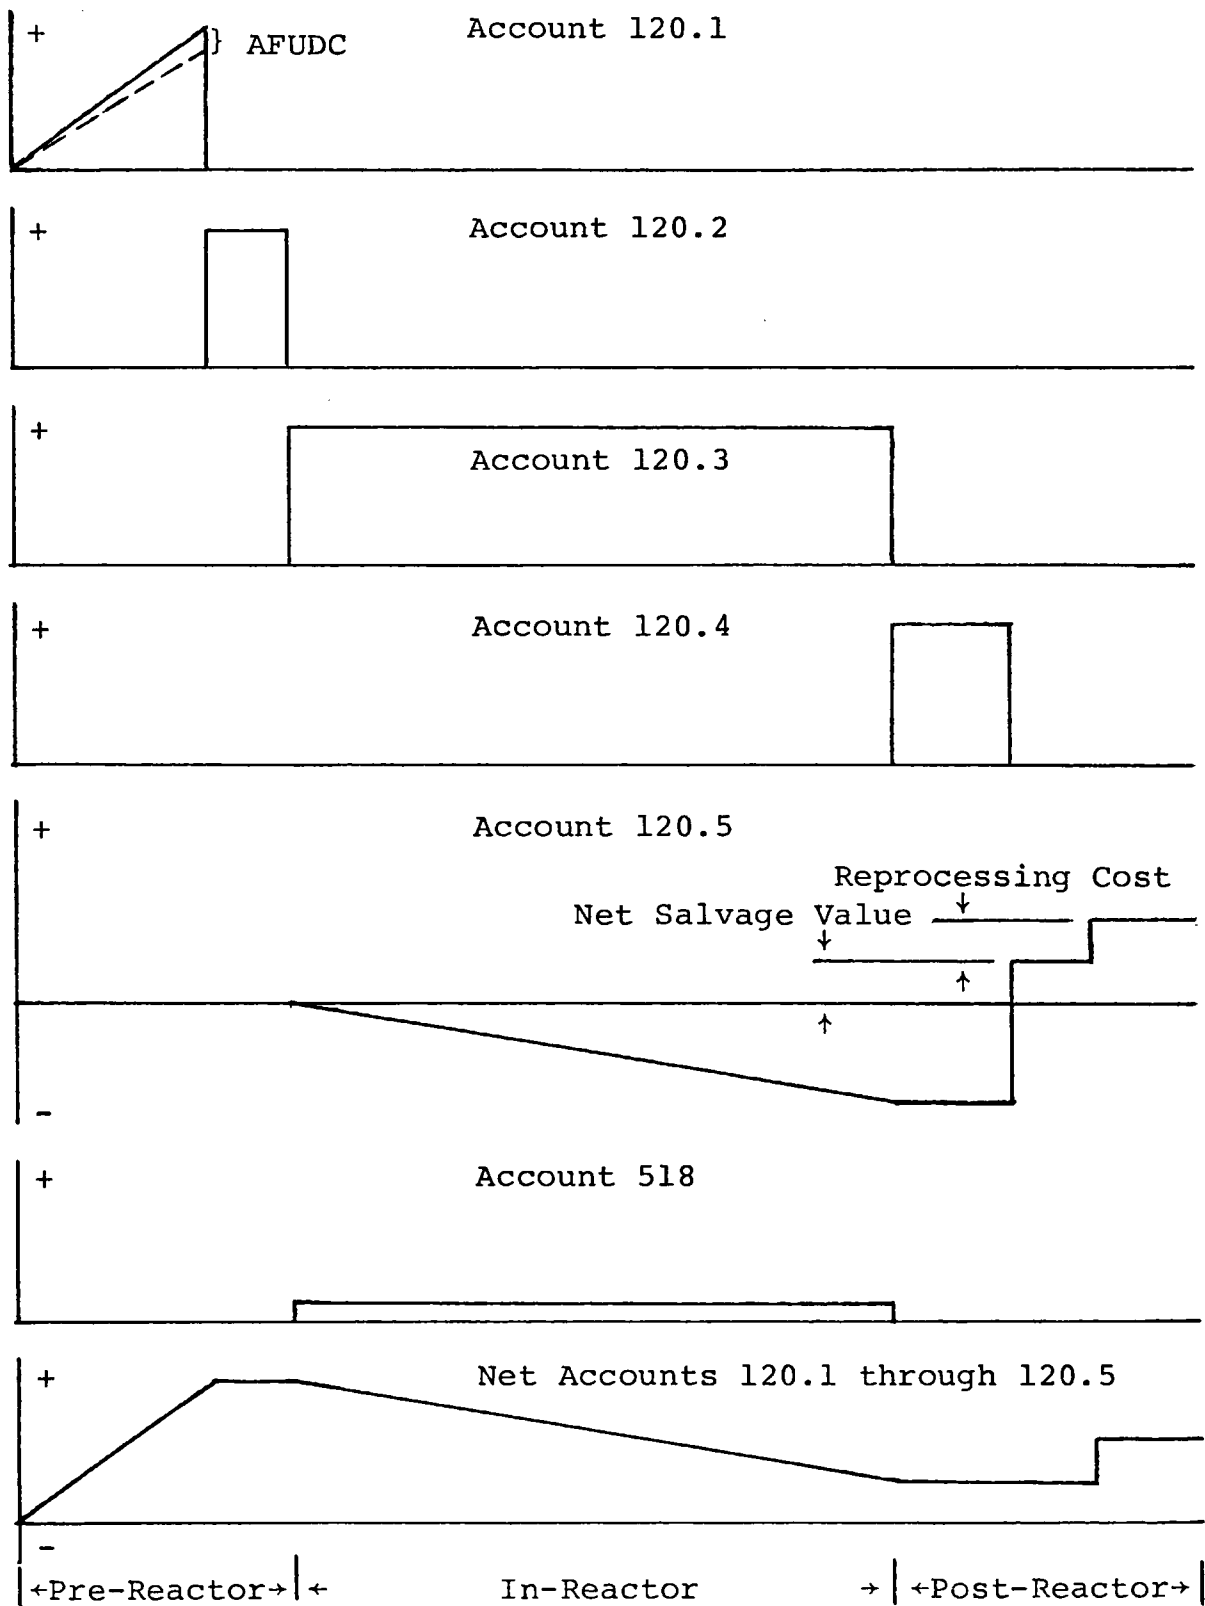 + } AFUDC Account 120.1
+ Account 120.2
+ Account 120.3
+ Account 120.4
+ Account 120.5
Reprocessing Cost
Net Salvage Value
-
+ Account 518
+ Net Accounts 120.1 through 120.5
-
|←Pre-Reactor→|← In-Reactor →|←Post-Reactor→|